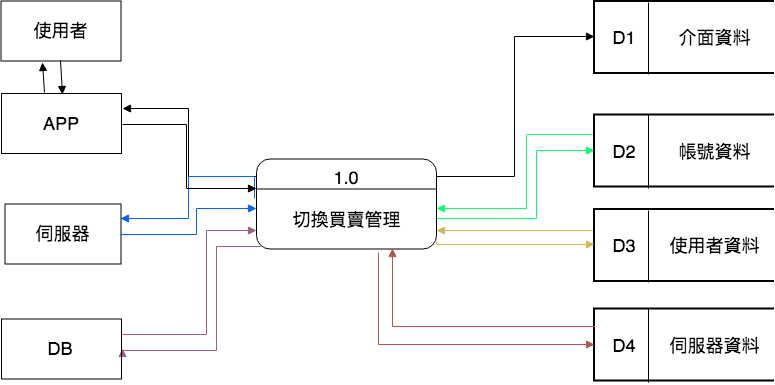 使用者
APP
伺服器
DB
1.0
切換買賣管理
D1 介面資料
D2 帳號資料
D3 使用者資料
D4 伺服器資料